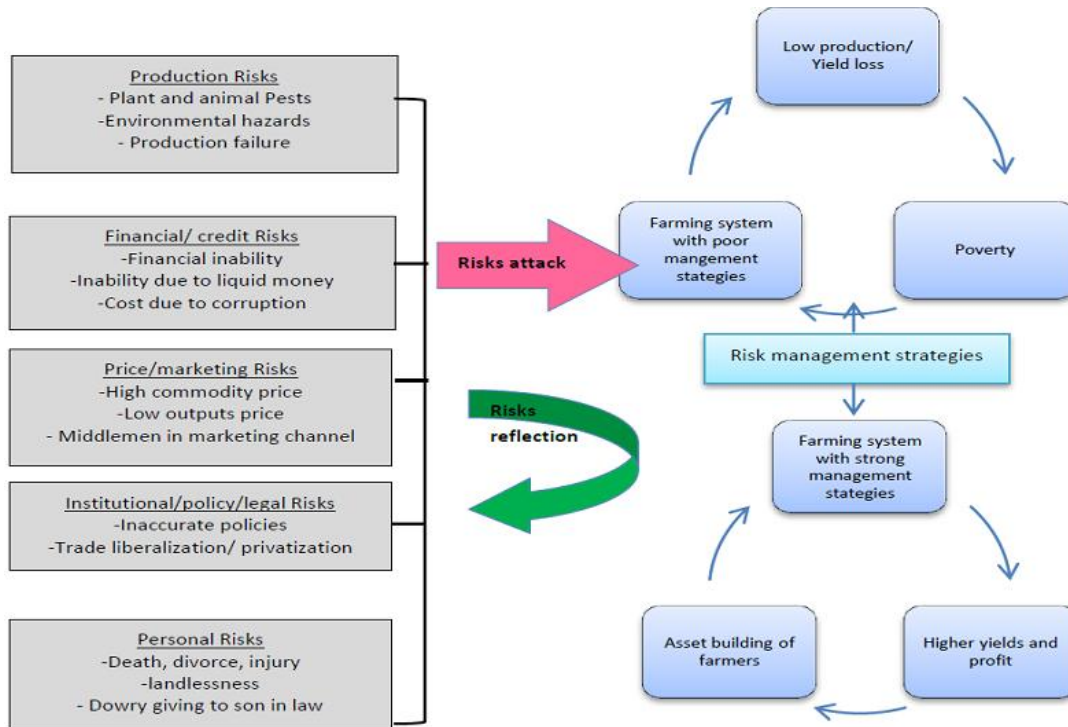 Production Risks
- Plant and animal Pests
-Environmental hazards
- Production failure
Financial/ credit Risks
-Financial inability
-Inability due to liquid money
-Cost due to corruption
Price/marketing Risks
-High commodity price
-Low outputs price
- Middlemen in marketing channel
Institutional/policy/legal Risks
-Inaccurate policies
-Trade liberalization/ privatization
Personal Risks
-Death, divorce, injury
-landlessness
- Dowry giving to son in law
Risks attack
Risks
reflection
Low production/
Yield loss
Farming system
with poor
mangement
stategies
Poverty
Risk management strategies
Farming system
with strong
management
stategies
Asset building of
farmers
Higher yields and
profit